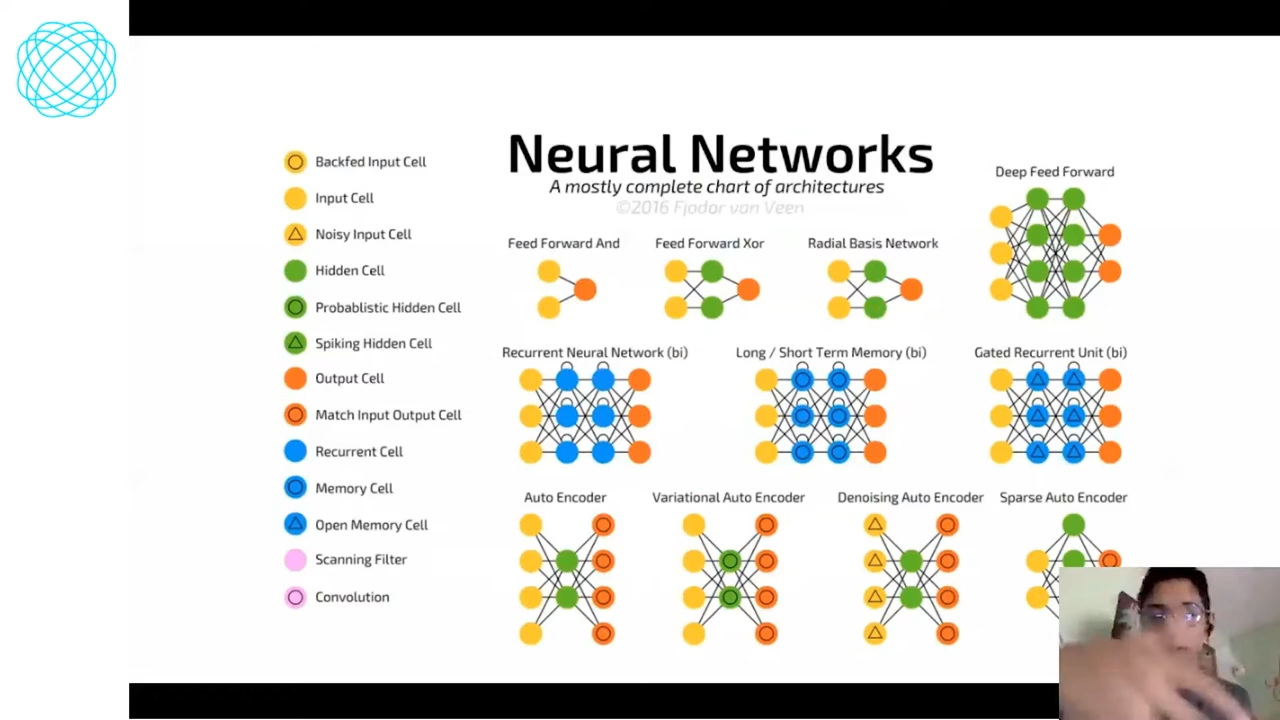 Neural Networks
A mostly complete chart of architectures
©2016 Fjodor van Veen
Backfed Input Cell
Input Cell
Noisy Input Cell
Hidden Cell
Probablistic Hidden Cell
Spiking Hidden Cell
Output Cell
Match Input Output Cell
Recurrent Cell
Memory Cell
Open Memory Cell
Scanning Filter
Convolution
Deep Feed Forward
Feed Forward And
Feed Forward Xor
Radial Basis Network
Recurrent Neural Network (bi)
Long / Short Term Memory (bi)
Gated Recurrent Unit (bi)
Auto Encoder
Variational Auto Encoder
Denoising Auto Encoder
Sparse Auto Encoder